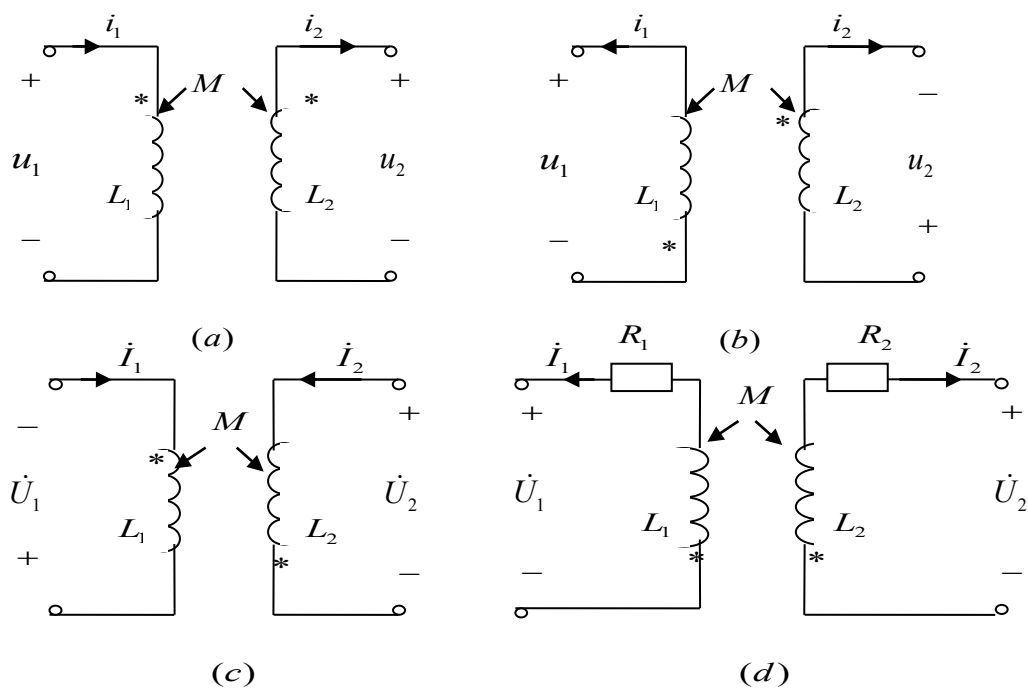 i₁ i₂ i₁ i₂
+ * M * + + M −
*
u₁ u₂ u₁ u₂
L₁ L₂ L₁ L₂
− − − * +
(a) (b)
R₁ R₂
İ₁ İ₂ İ₁ İ₂
− M + + M +
*
U̇₁ U̇₂ U̇₁ U̇₂
L₁ L₂ L₁ L₂
+ * − − * * −
(c) (d)